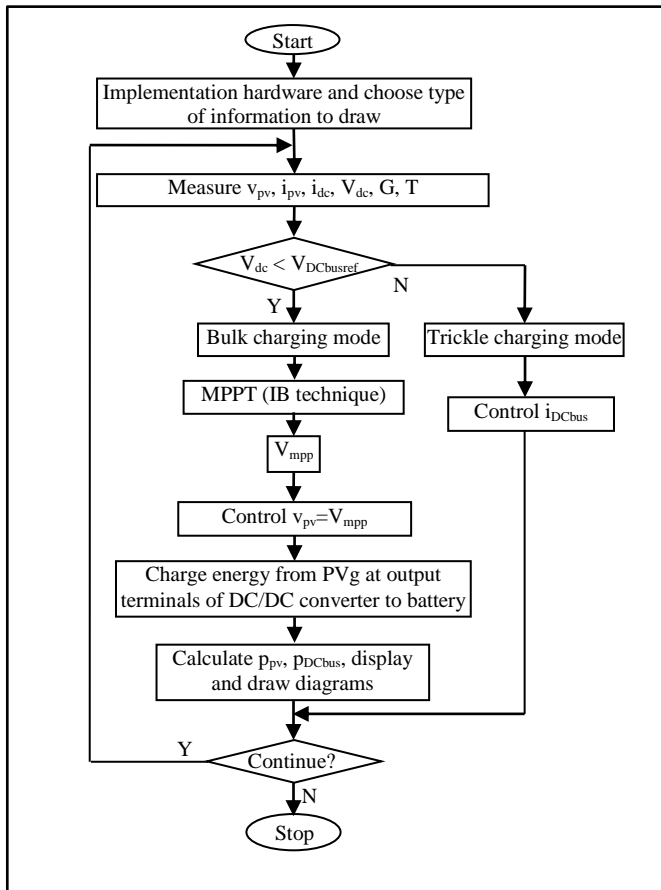 Start
Implementation hardware and choose type
of information to draw
Measure vpv, ipv, idc, Vdc, G, T
Vdc < VDCbusref
N
Y
Bulk charging mode
Trickle charging mode
MPPT (IB technique)
Control iDCbus
Vmpp
Control vpv=Vmpp
Charge energy from PVg at output
terminals of DC/DC converter to battery
Calculate ppv, pDCbus, display
and draw diagrams
Y
Continue?
N
Stop